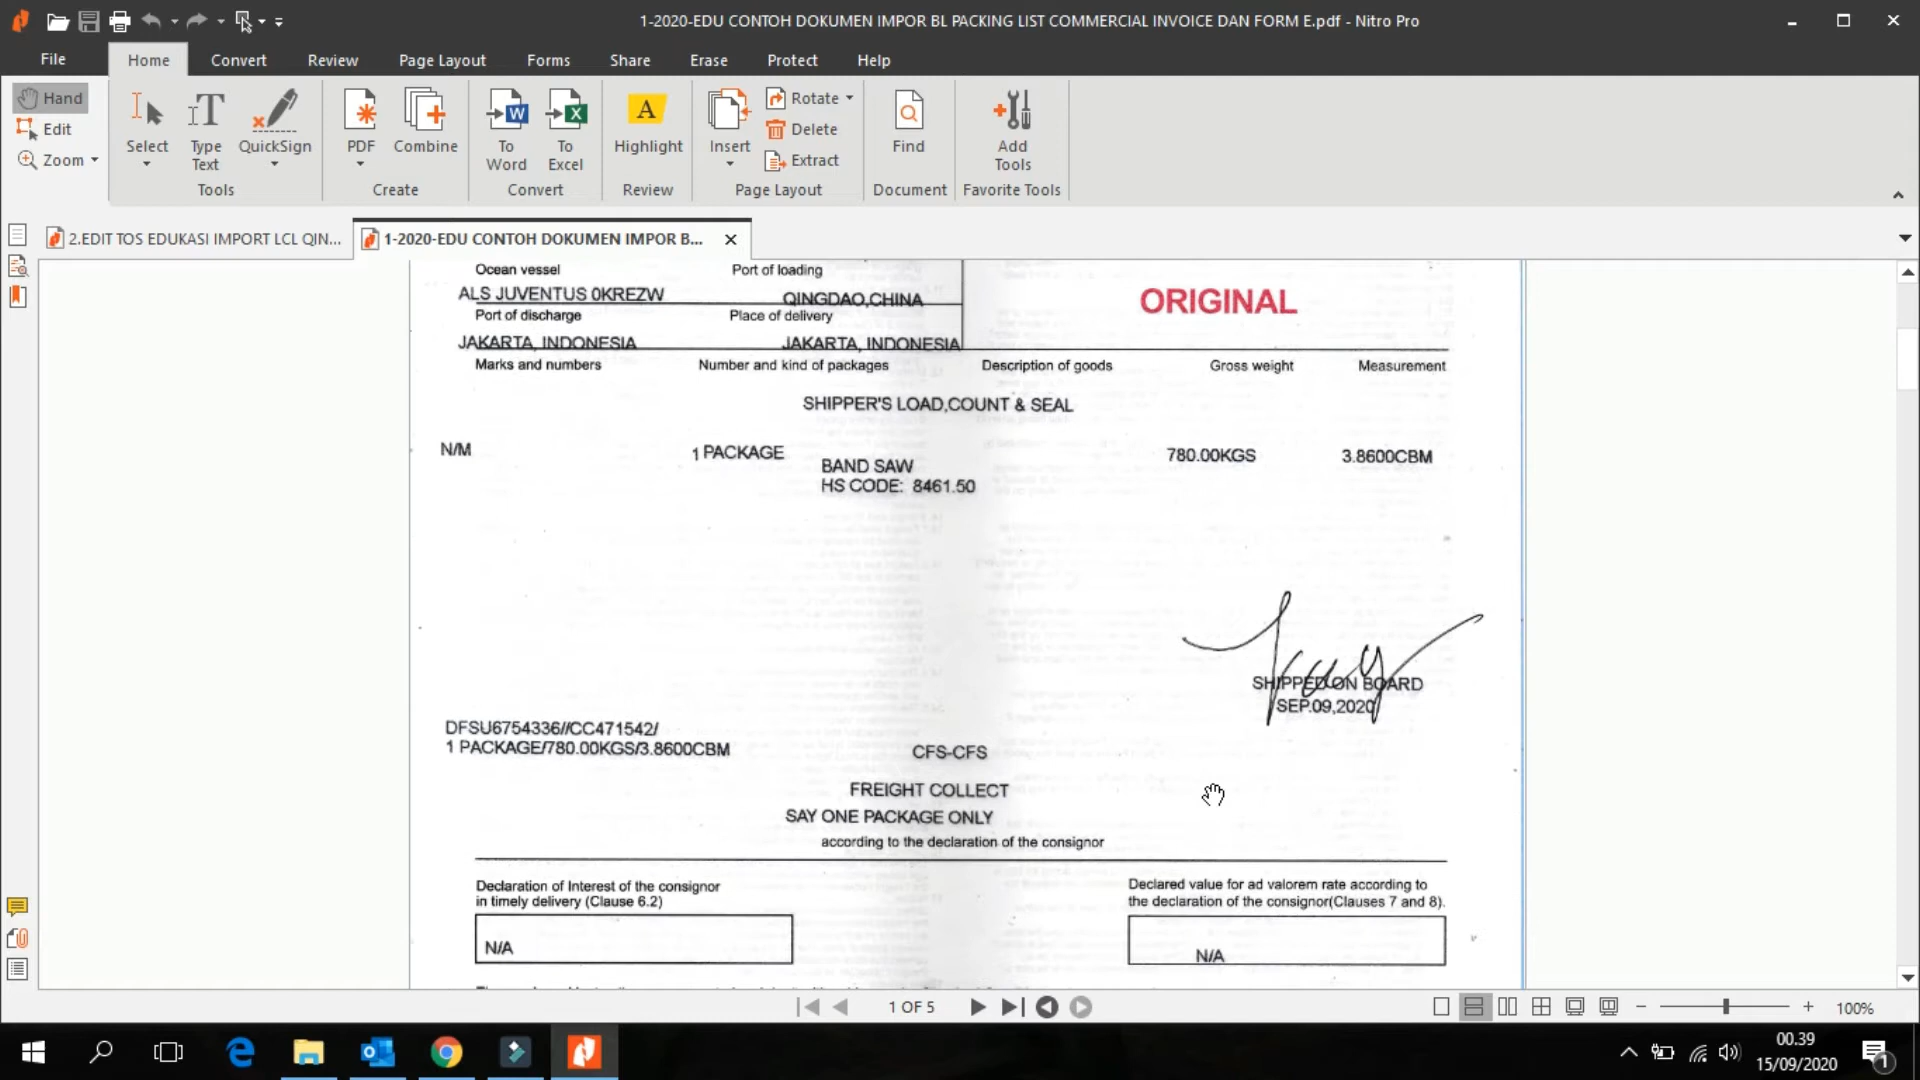 1-2020-EDU CONTOH DOKUMEN IMPOR BL PACKING LIST COMMERCIAL INVOICE DAN FORM E.pdf - Nitro Pro
File Home Convert Review Page Layout Forms Share Erase Protect Help
Hand
Edit
Zoom
Select
Type Text
QuickSign
Tools
PDF
Combine
Create
To Word
To Excel
Convert
Highlight
Review
Insert
Rotate
Delete
Extract
Page Layout
Find
Document
Add Tools
Favorite Tools
2.EDIT TOS EDUKASI IMPORT LCL QIN...
1-2020-EDU CONTOH DOKUMEN IMPOR B...
Ocean vessel Port of loading
ALS JUVENTUS 0KREZW QINGDAO,CHINA
ORIGINAL
Port of discharge Place of delivery
JAKARTA, INDONESIA JAKARTA, INDONESIA
Marks and numbers Number and kind of packages Description of goods Gross weight Measurement
SHIPPER'S LOAD,COUNT & SEAL
N/M 1 PACKAGE 780.00KGS 3.8600CBM
BAND SAW
HS CODE: 8461.50
SHIPPED ON BOARD
SEP.09,2020
DFSU6754336//CC471542/
1 PACKAGE/780.00KGS/3.8600CBM CFS-CFS
FREIGHT COLLECT
SAY ONE PACKAGE ONLY
according to the declaration of the consignor
Declaration of Interest of the consignor
in timely delivery (Clause 6.2)
N/A
Declared value for ad valorem rate according to
the declaration of the consignor(Clauses 7 and 8).
N/A
1 OF 5
100%
00.39
15/09/2020
1